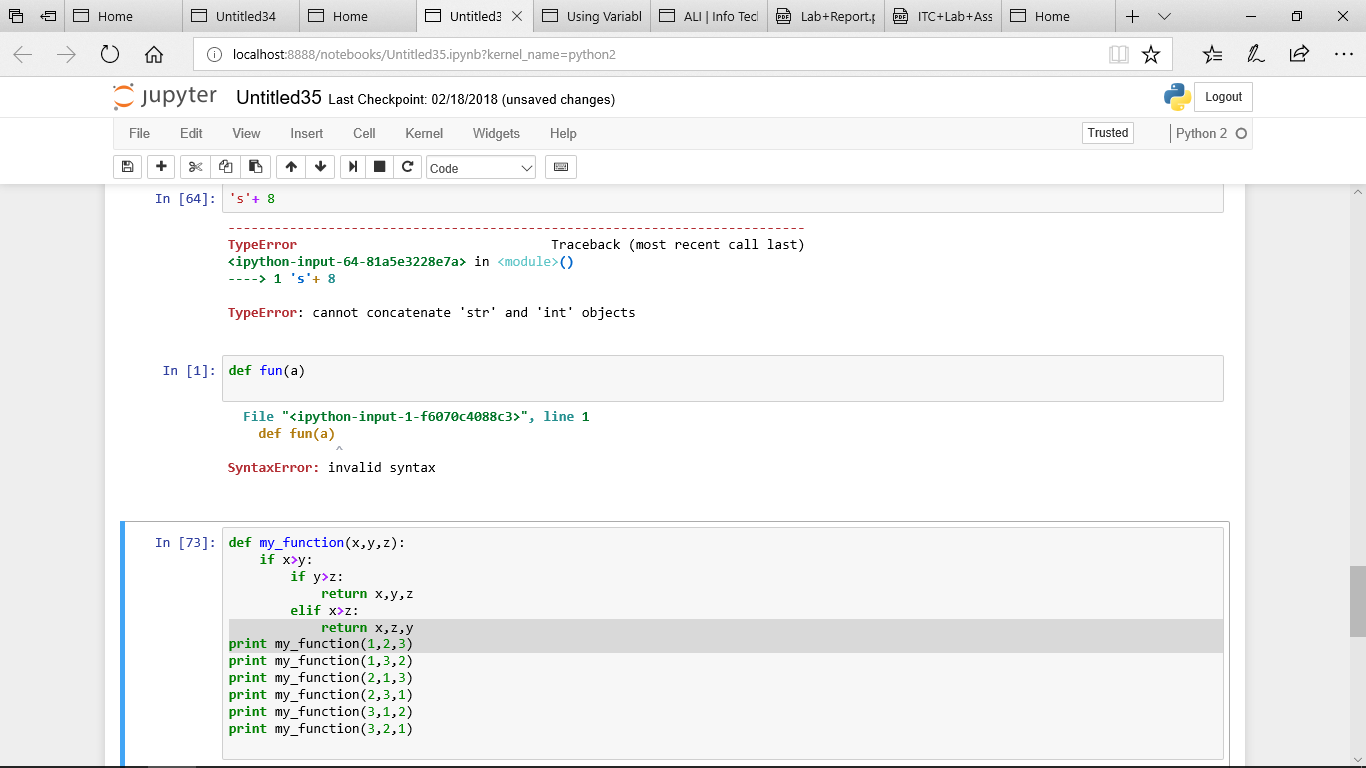 Home
Untitled34
Home
Untitled3
Using Variabl
ALI | Info Tec
Lab+Report.p
ITC+Lab+Ass
Home
localhost:8888/notebooks/Untitled35.ipynb?kernel_name=python2
jupyter Untitled35 Last Checkpoint: 02/18/2018 (unsaved changes)
Logout
File Edit View Insert Cell Kernel Widgets Help
Trusted
Python 2
Code
In [64]: 's'+ 8
---------------------------------------------------------------------------
TypeError                                 Traceback (most recent call last)
<ipython-input-64-81a5e3228e7a> in <module>()
----> 1 's'+ 8
TypeError: cannot concatenate 'str' and 'int' objects
In [1]: def fun(a)
File "<ipython-input-1-f6070c4088c3>", line 1
def fun(a)
^
SyntaxError: invalid syntax
In [73]: def my_function(x,y,z):
if x>y:
if y>z:
return x,y,z
elif x>z:
return x,z,y
print my_function(1,2,3)
print my_function(1,3,2)
print my_function(2,1,3)
print my_function(2,3,1)
print my_function(3,1,2)
print my_function(3,2,1)